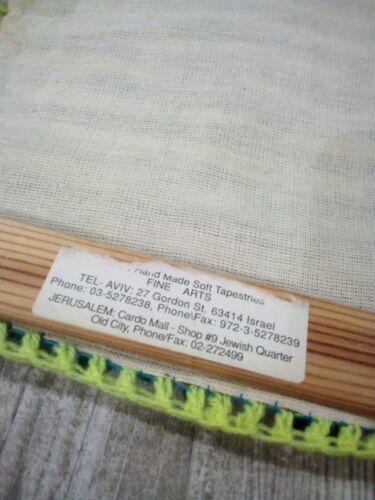 Hand Made Soft Tapestries
FINE ARTS
TEL- AVIV: 27 Gordon St. 63414 Israel
Phone: 03-5278238, Phone\Fax: 972-3-5278239
JERUSALEM: Cardo Mall - Shop #9 Jewish Quarter
Old City, Phone/Fax: 02-272499